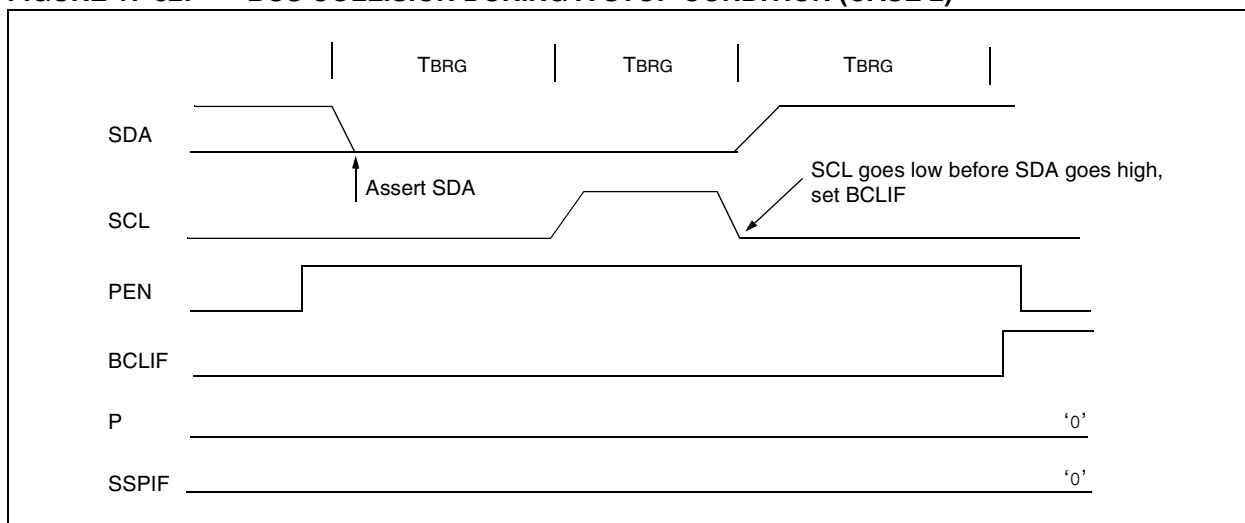 TBRG TBRG TBRG
SDA
Assert SDA
SCL goes low before SDA goes high,
set BCLIF
SCL
PEN
BCLIF
P
'0'
SSPIF
'0'